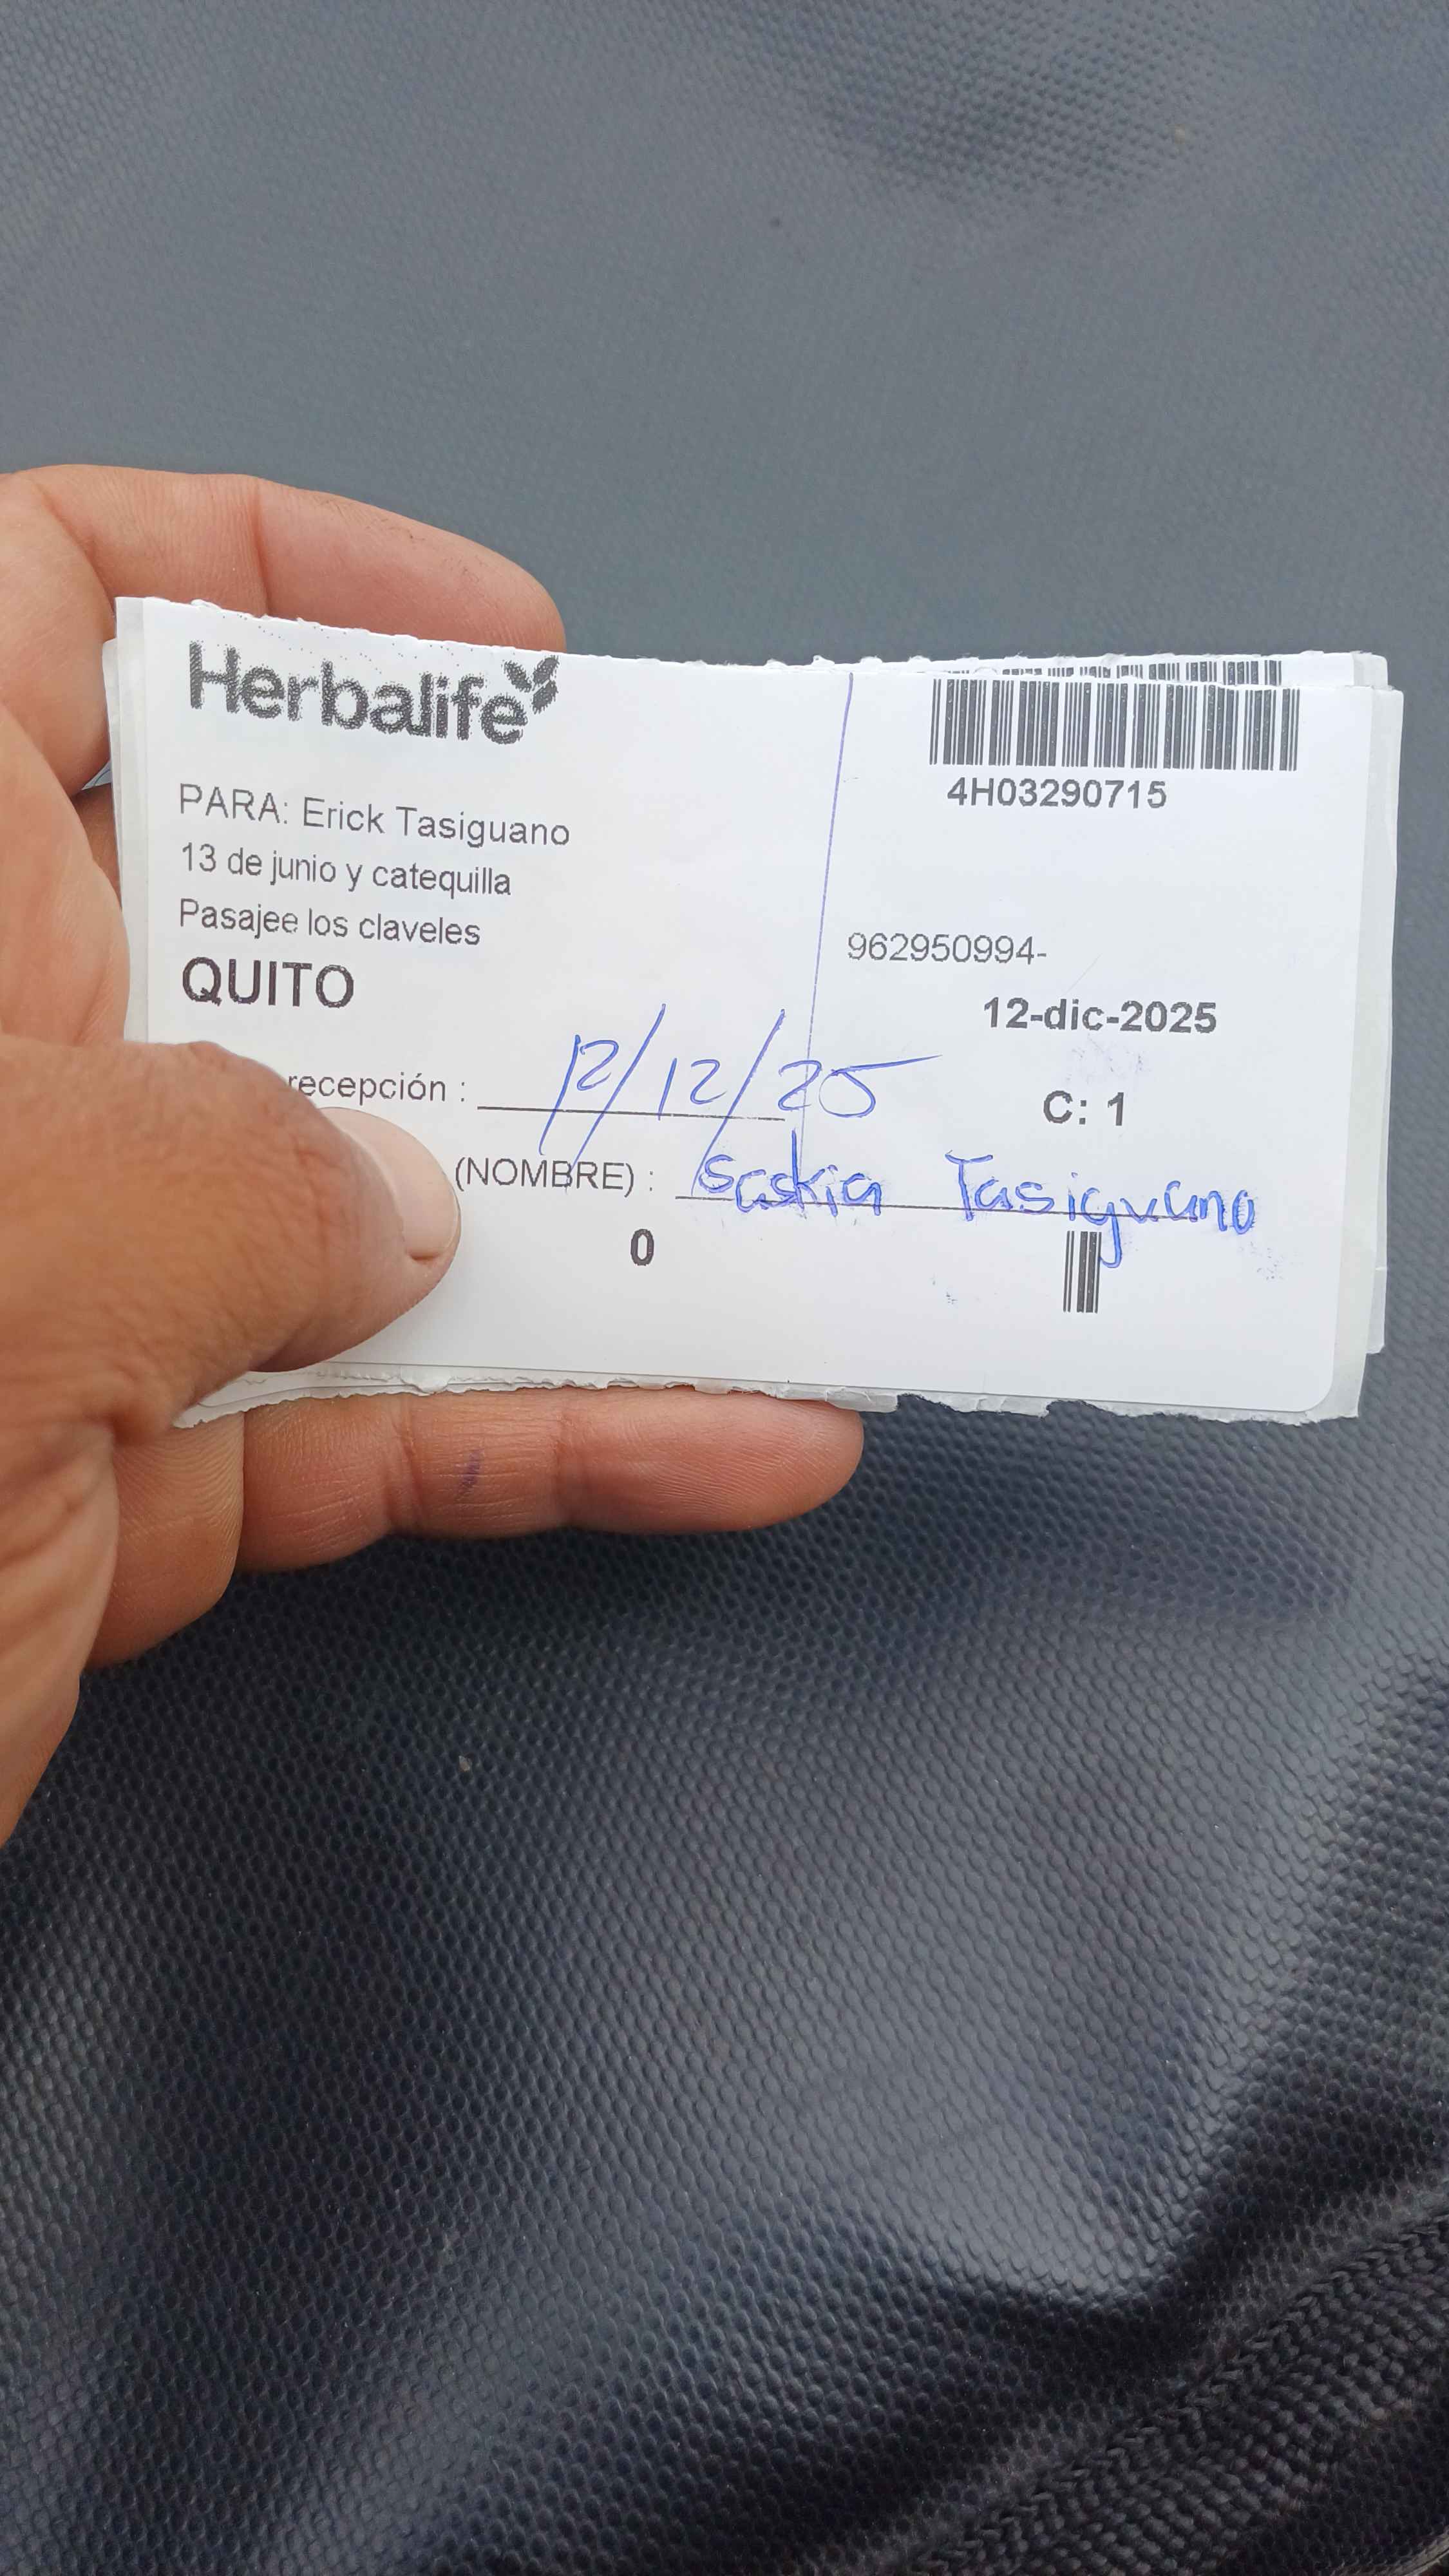 Herbalife
4H03290715
PARA: Erick Tasiguano
13 de junio y catequilla
Pasajee los claveles
962950994-
QUITO
12-dic-2025
recepción : 12/12/25
C: 1
(NOMBRE) : Saskia Tasiguano
0